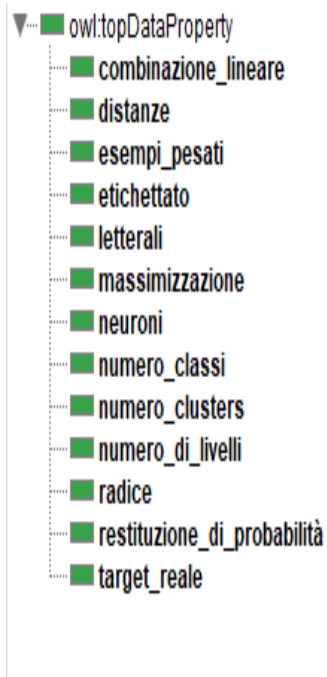 owl:topDataProperty
combinazione_lineare
distanze
esempi_pesati
etichettato
letterali
massimizzazione
neuroni
numero_classi
numero_clusters
numero_di_livelli
radice
restituzione_di_probabilità
target_reale